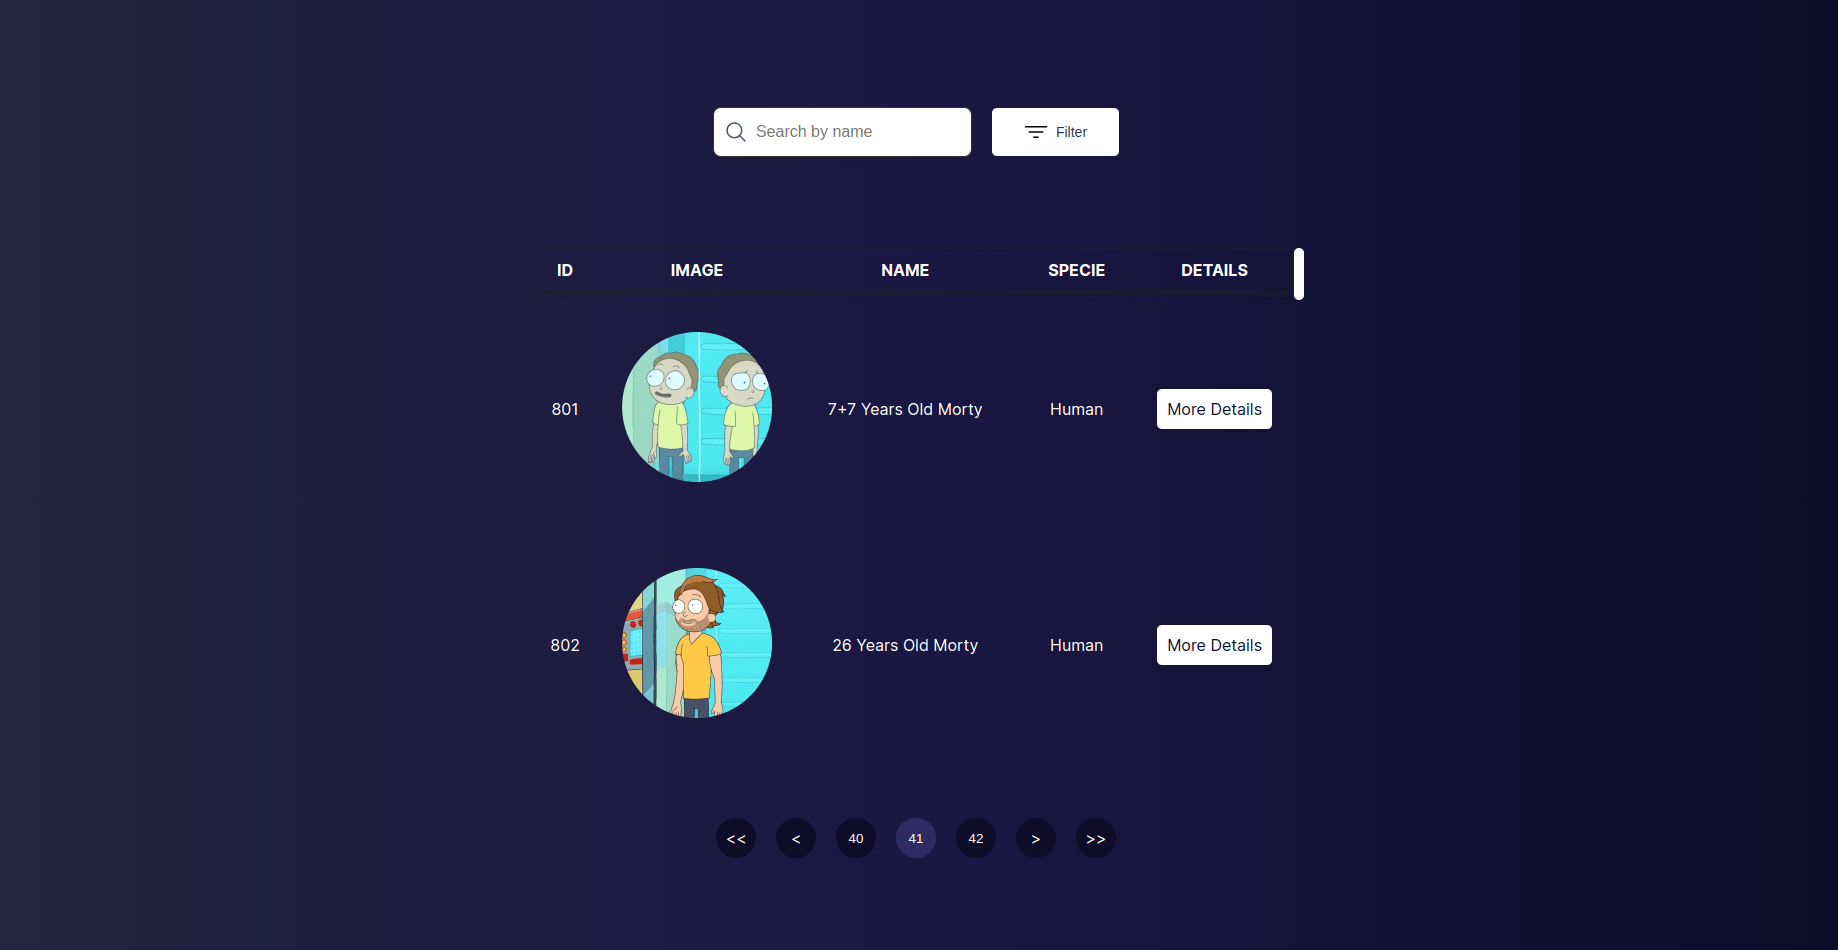 Search by name Filter
ID IMAGE NAME SPECIE DETAILS
801 7+7 Years Old Morty Human More Details
802 26 Years Old Morty Human More Details
<< < 40 41 42 > >>